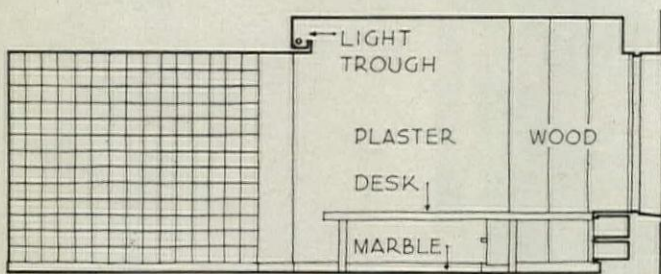 LIGHT
TROUGH
PLASTER
WOOD
DESK
MARBLE